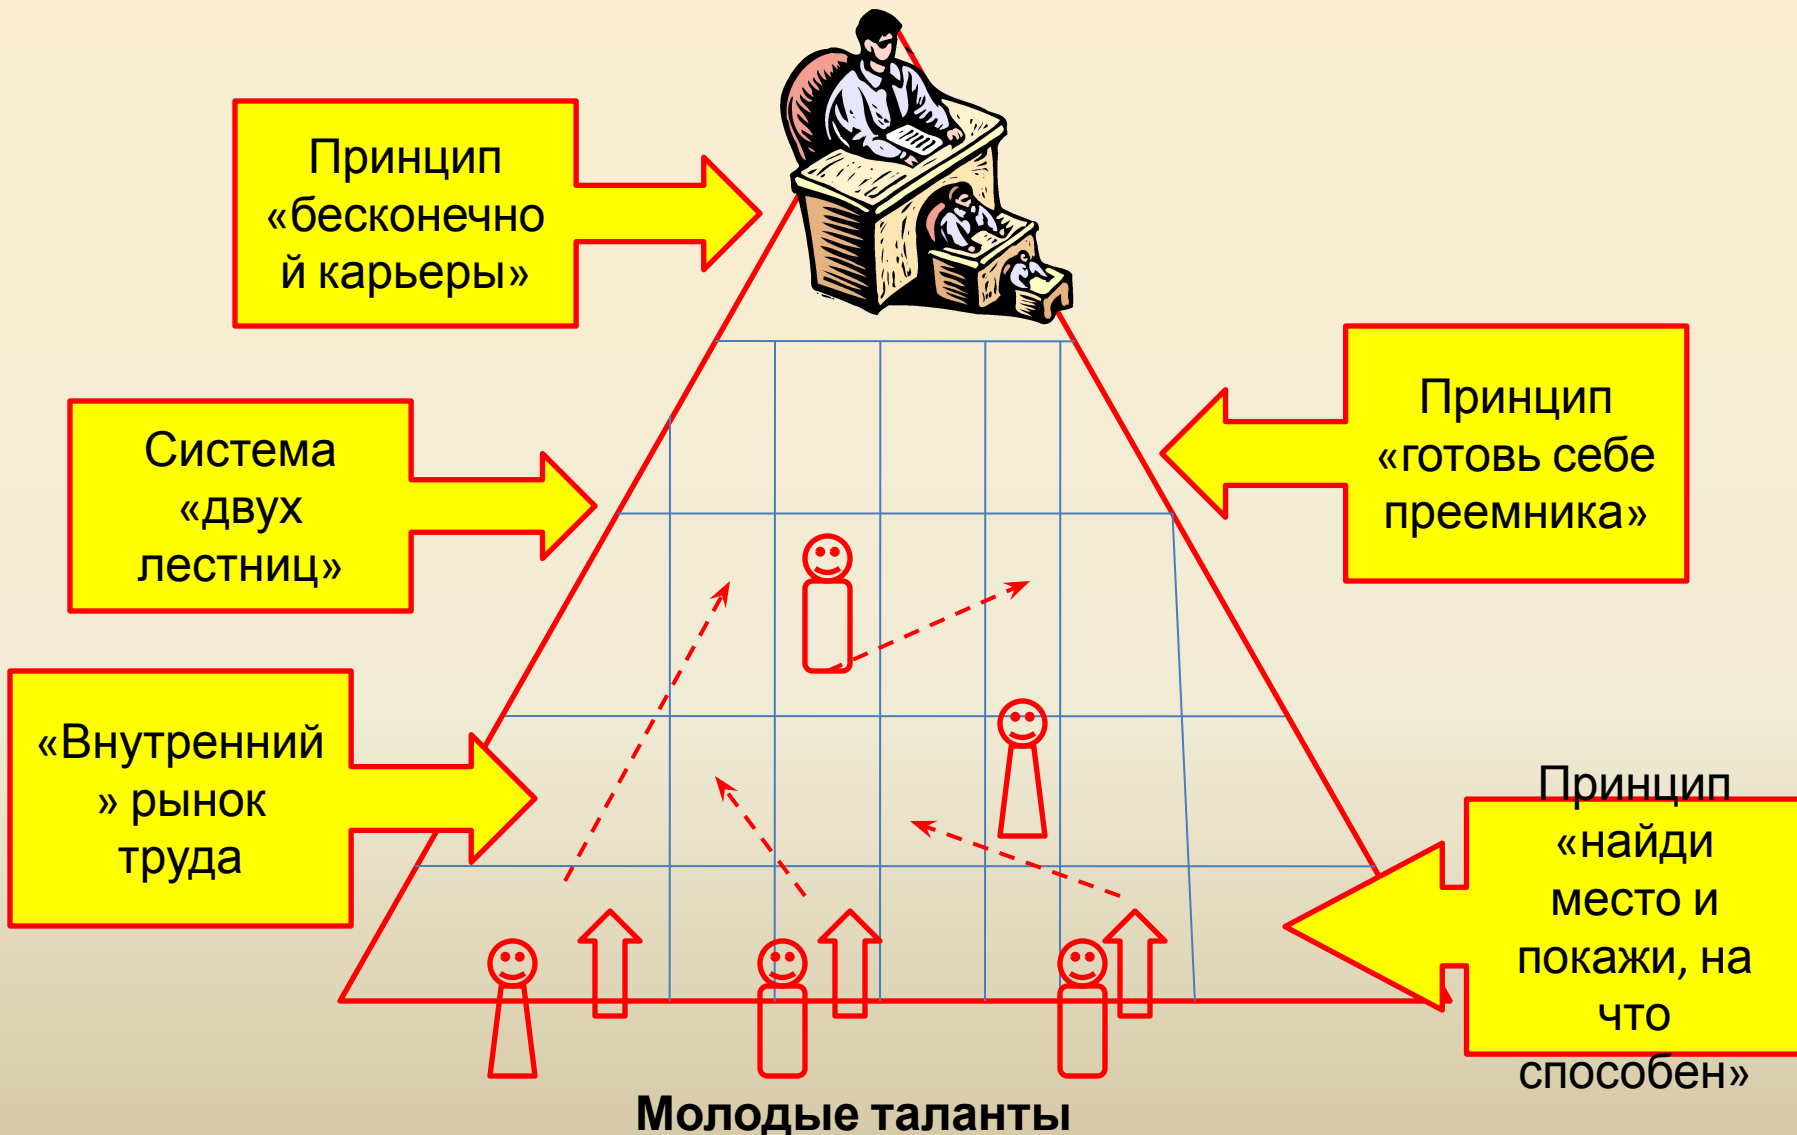 Принцип
«бесконечно
й карьеры»
Система
«двух
лестниц»
«Внутренний
» рынок
труда
Принцип
«готовь себе
преемника»
Принцип
«найди
место и
покажи, на
что
способен»
Молодые таланты